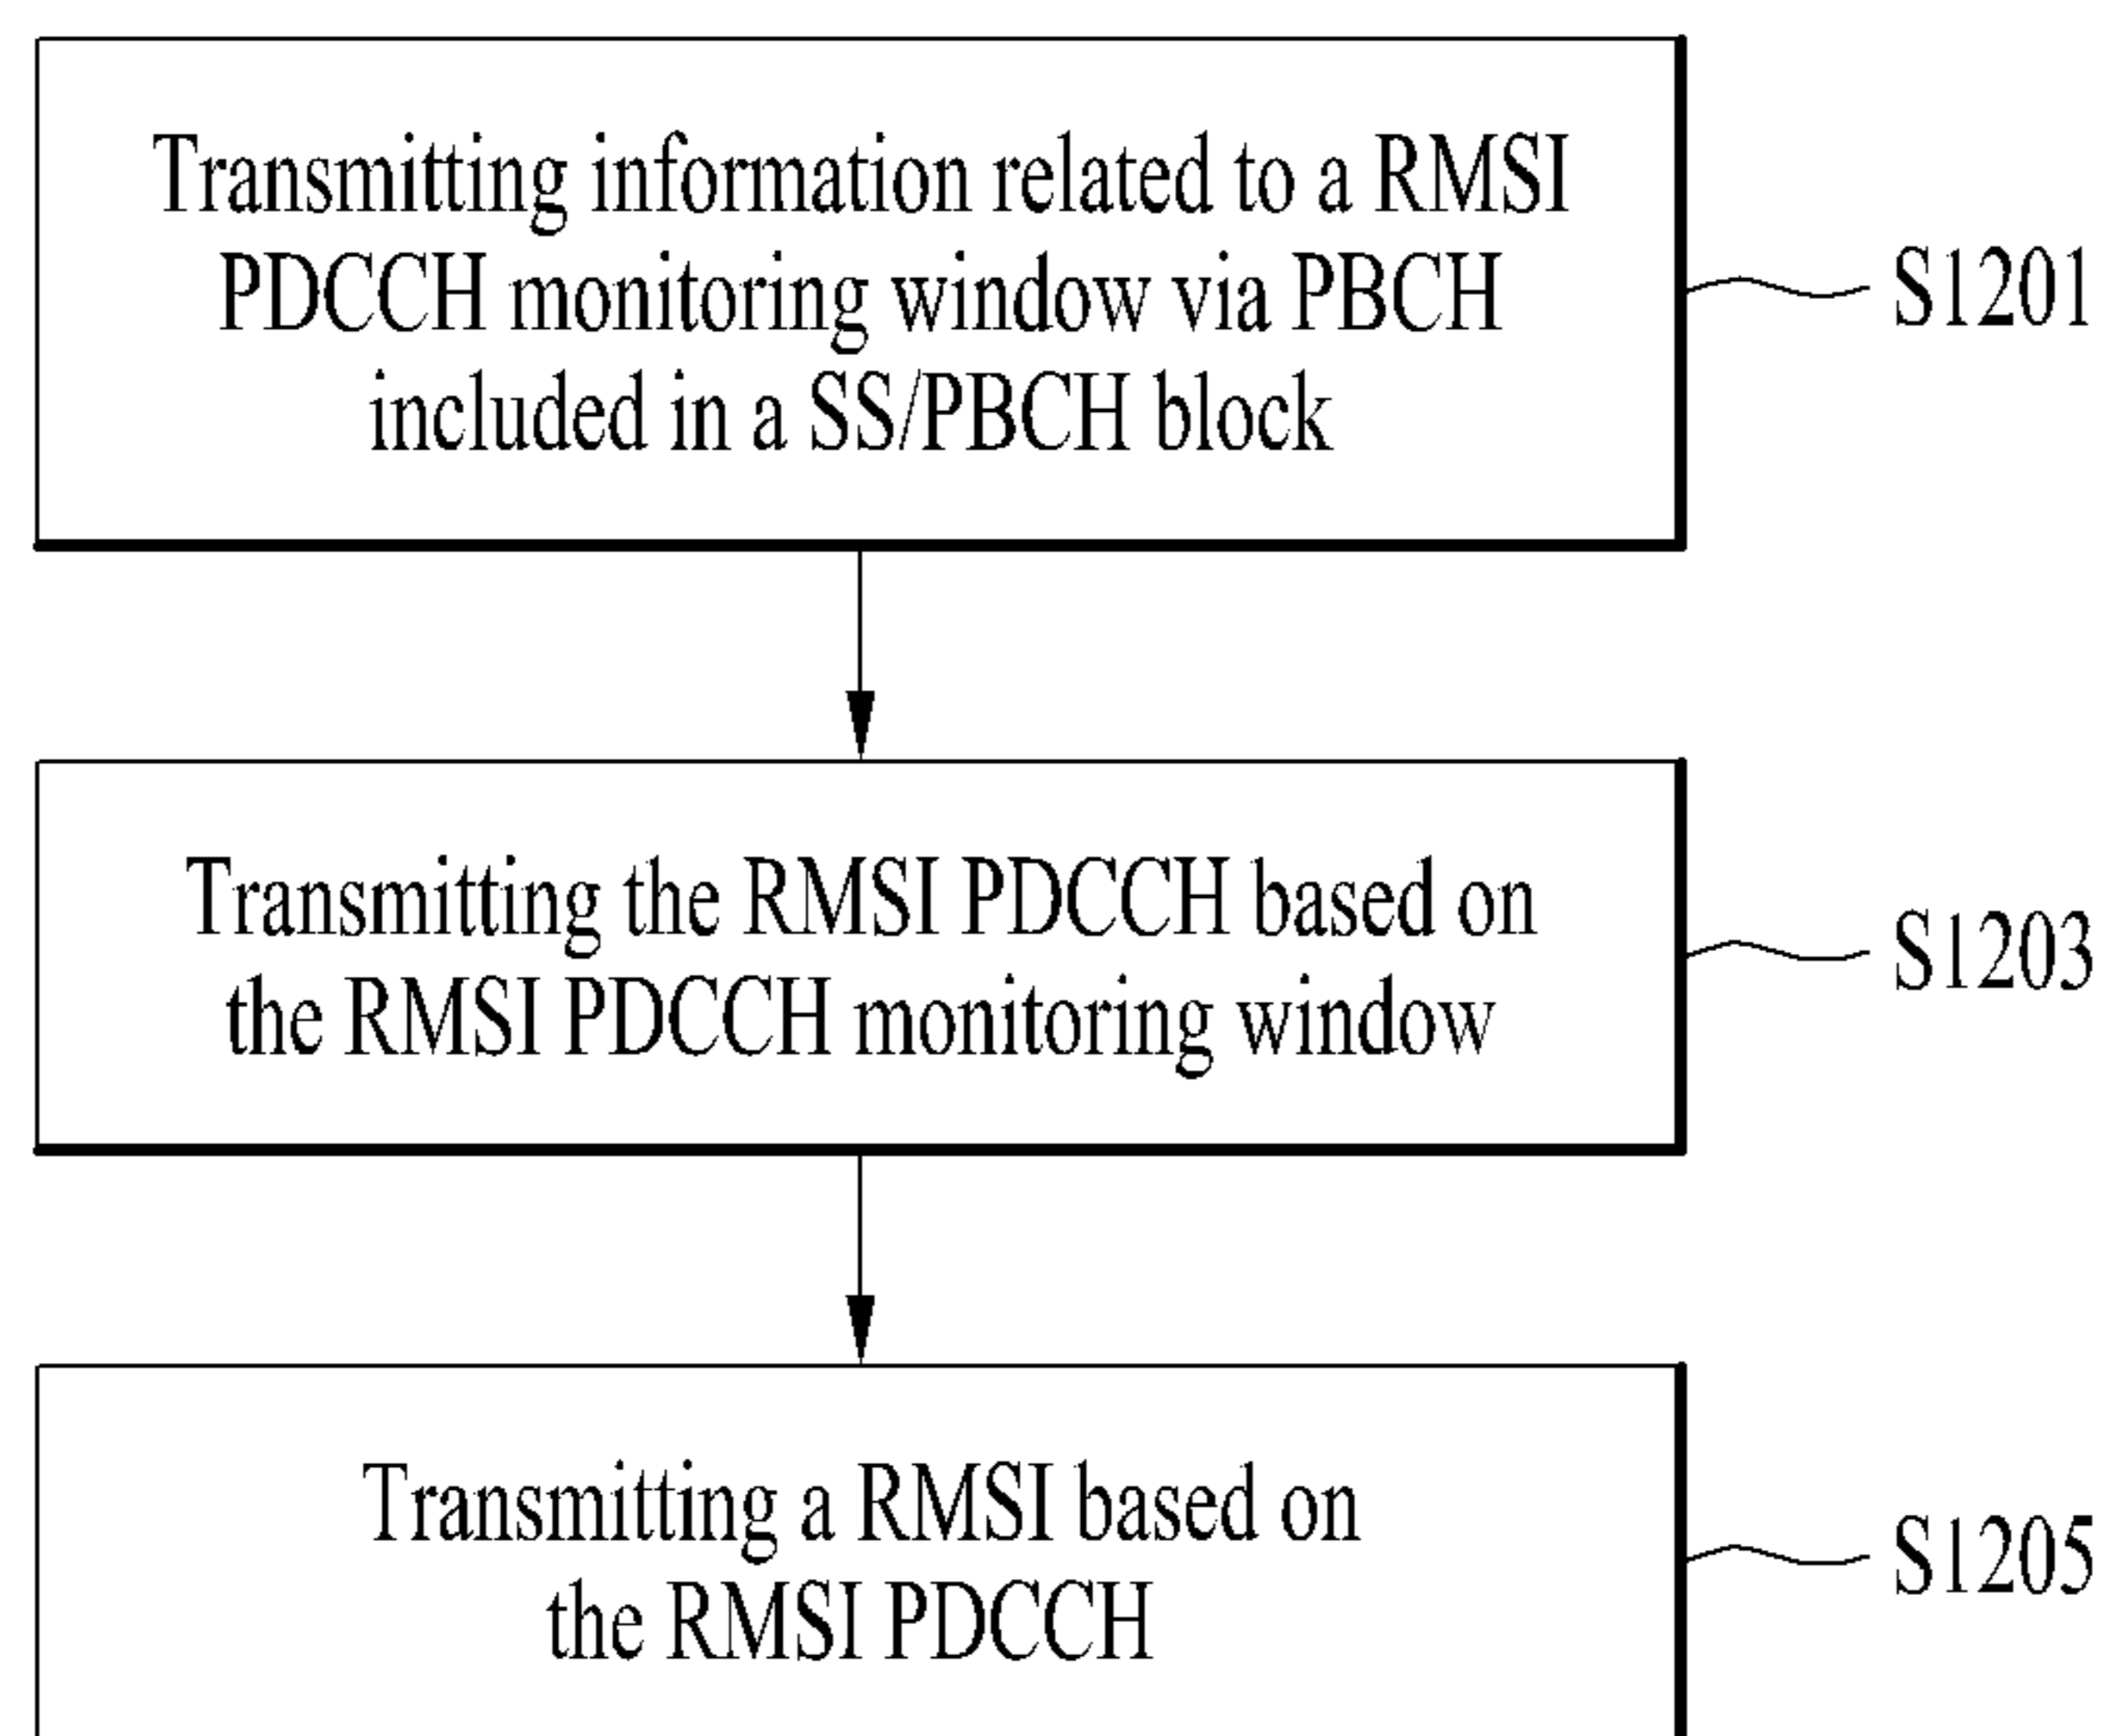 Transmitting information related to a RMSI
PDCCH monitoring window via PBCH
included in a SS/PBCH block
S1201
Transmitting the RMSI PDCCH based on
the RMSI PDCCH monitoring window
S1203
Transmitting a RMSI based on
the RMSI PDCCH
S1205